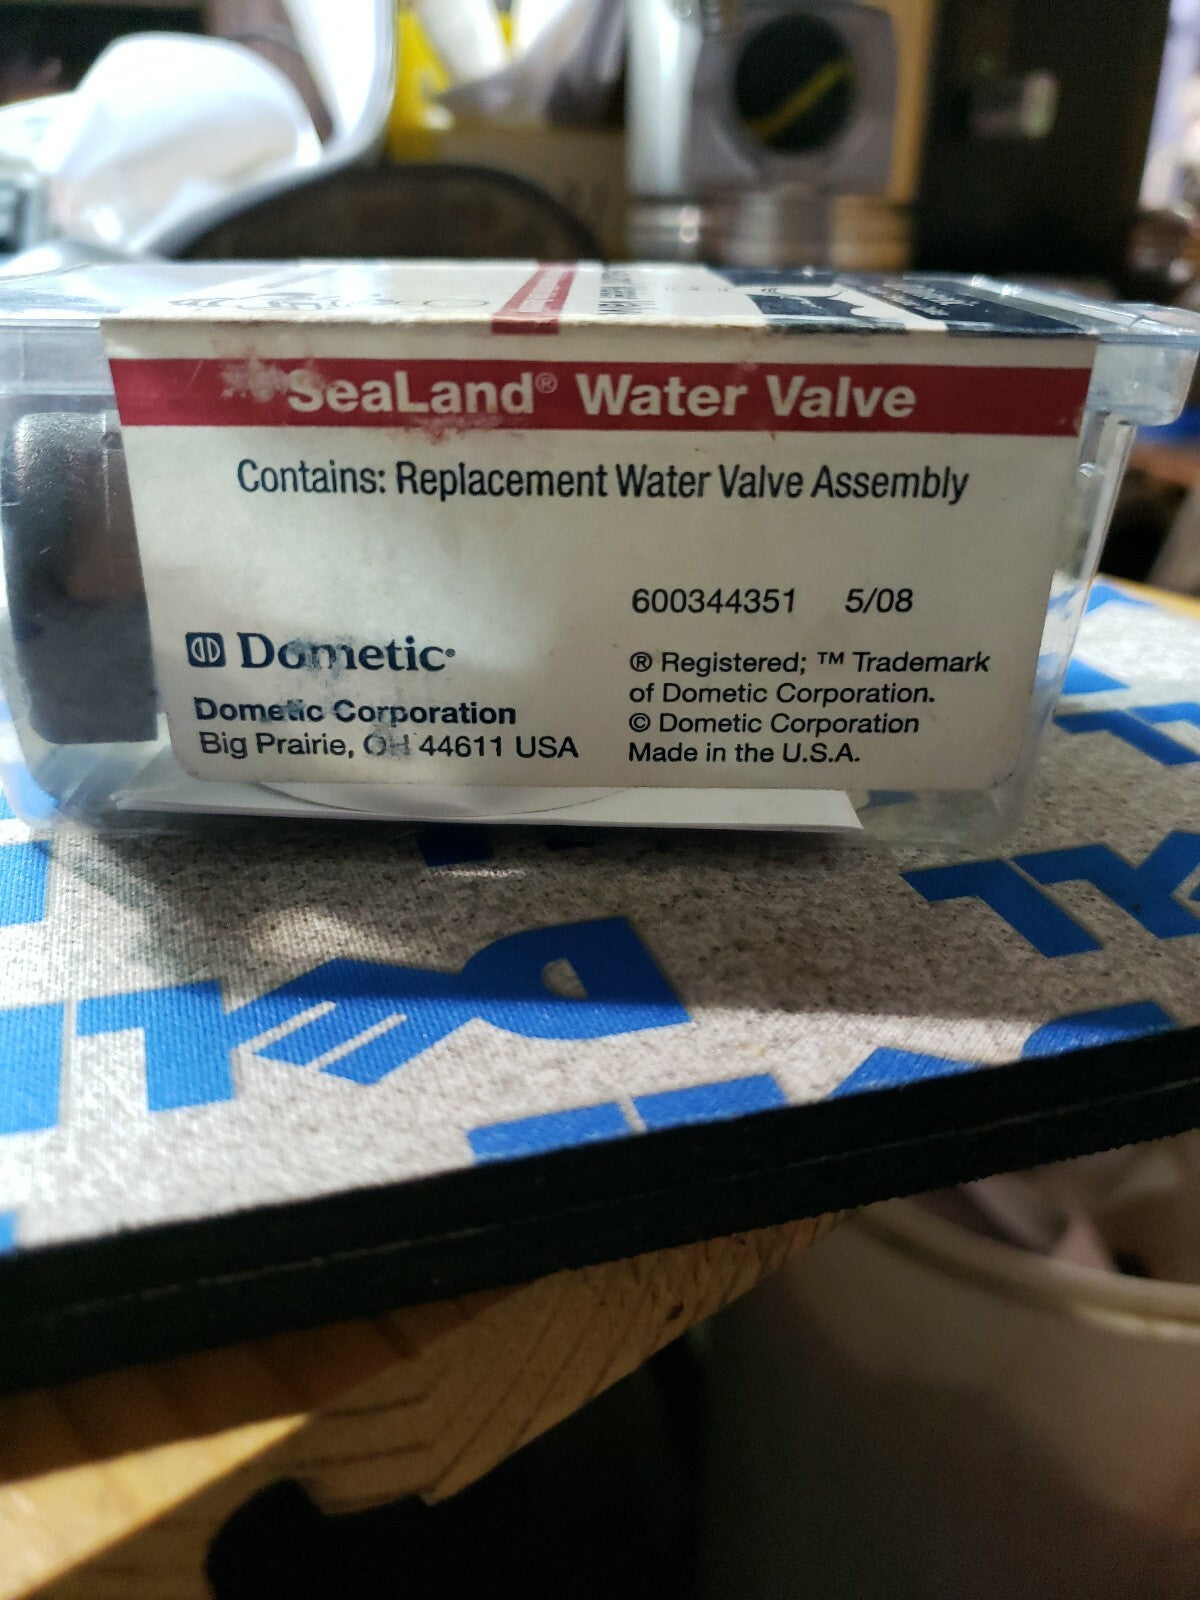 SeaLand® Water Valve
Contains: Replacement Water Valve Assembly
600344351 5/08
Dometic®
Dometic Corporation
Big Prairie, OH 44611 USA
® Registered; ™ Trademark
of Dometic Corporation.
© Dometic Corporation
Made in the U.S.A.